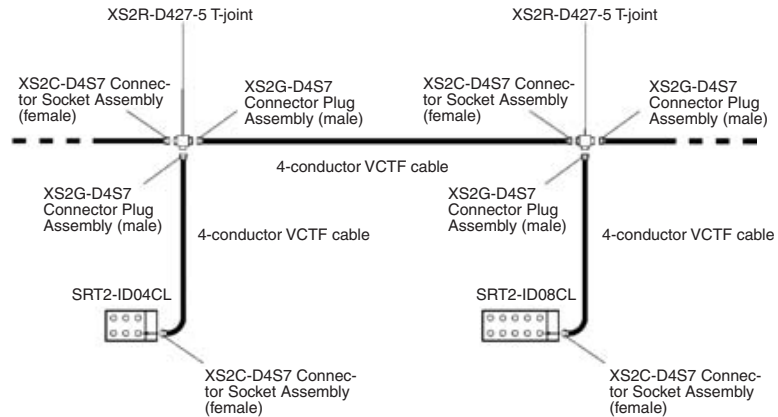 XS2R-D427-5 T-joint
XS2R-D427-5 T-joint
XS2C-D4S7 Connec-
tor Socket Assembly
(female)
XS2G-D4S7
Connector Plug
Assembly (male)
XS2C-D4S7 Connec-
tor Socket Assembly
(female)
XS2G-D4S7
Connector Plug
Assembly (male)
4-conductor VCTF cable
XS2G-D4S7
Connector Plug
Assembly (male)
XS2G-D4S7
Connector Plug
Assembly (male)
4-conductor VCTF cable
4-conductor VCTF cable
SRT2-ID04CL
SRT2-ID08CL
XS2C-D4S7 Connec-
tor Socket Assembly
(female)
XS2C-D4S7 Connec-
tor Socket Assembly
(female)